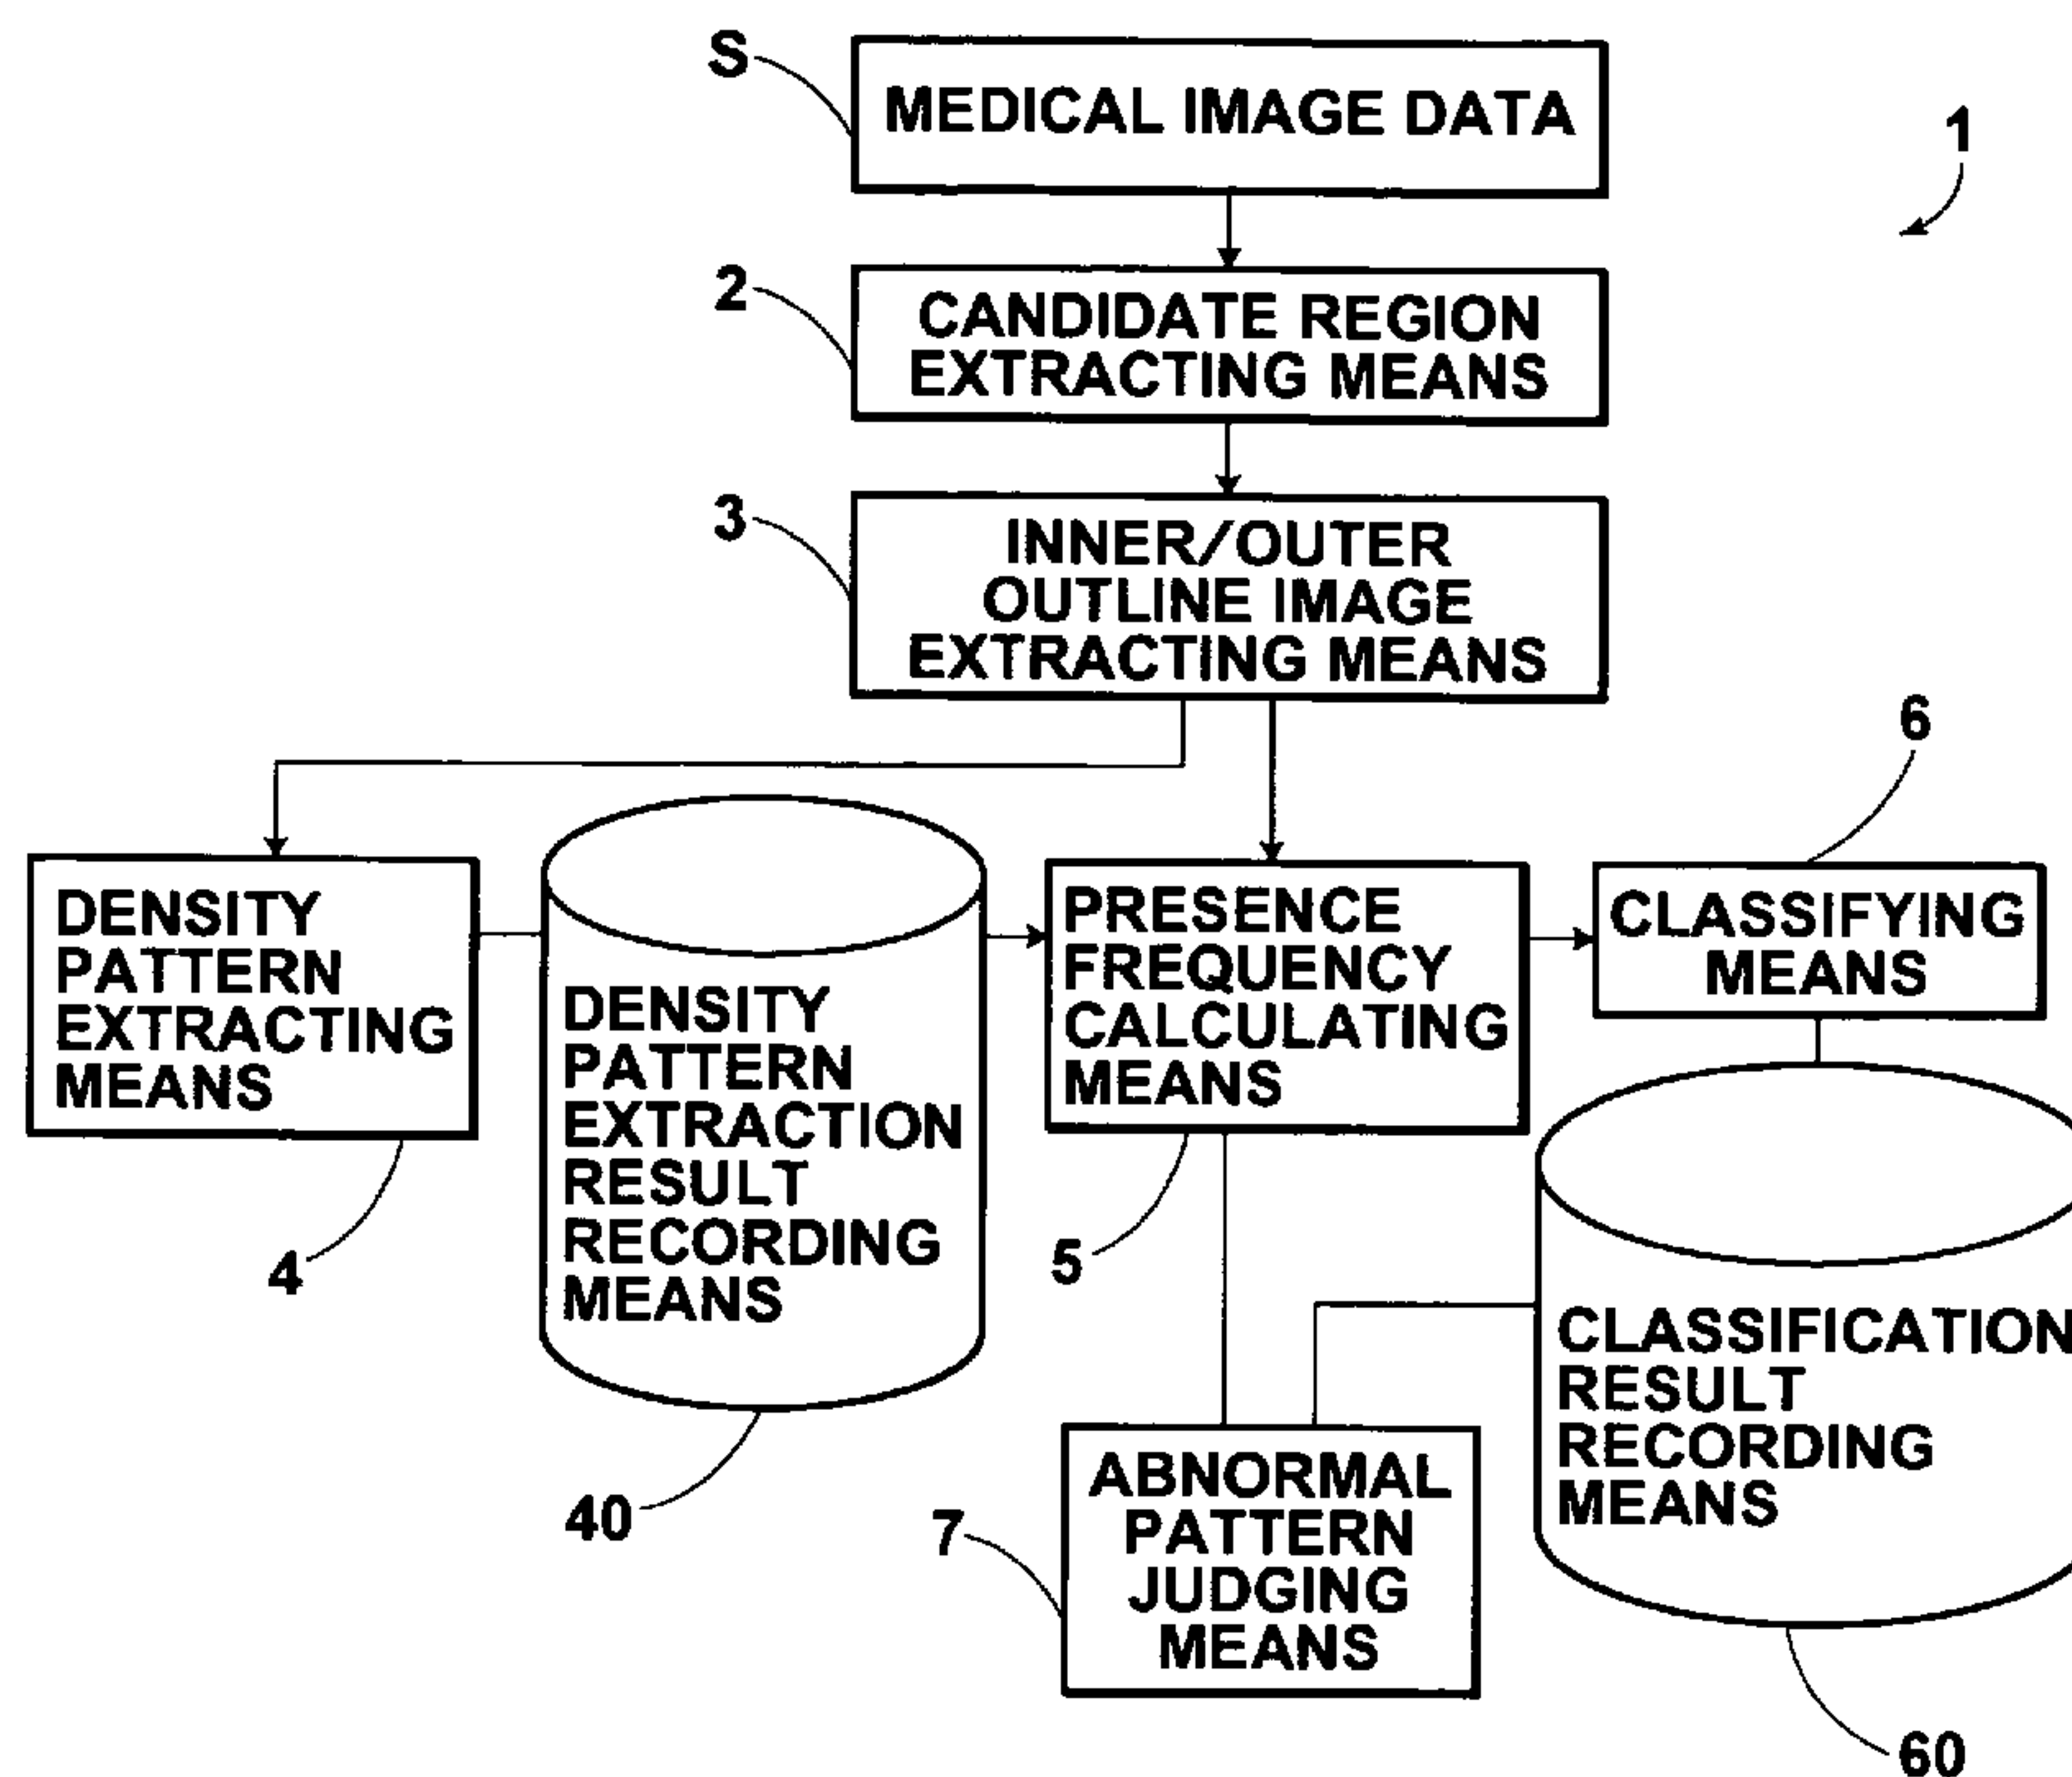 S
MEDICAL IMAGE DATA
1
2
CANDIDATE REGION
EXTRACTING MEANS
3
INNER/OUTER
OUTLINE IMAGE
EXTRACTING MEANS
6
DENSITY
PATTERN
EXTRACTING
MEANS
4
DENSITY
PATTERN
EXTRACTION
RESULT
RECORDING
MEANS
40
PRESENCE
FREQUENCY
CALCULATING
MEANS
5
CLASSIFYING
MEANS
CLASSIFICATION
RESULT
RECORDING
MEANS
60
7
ABNORMAL
PATTERN
JUDGING
MEANS